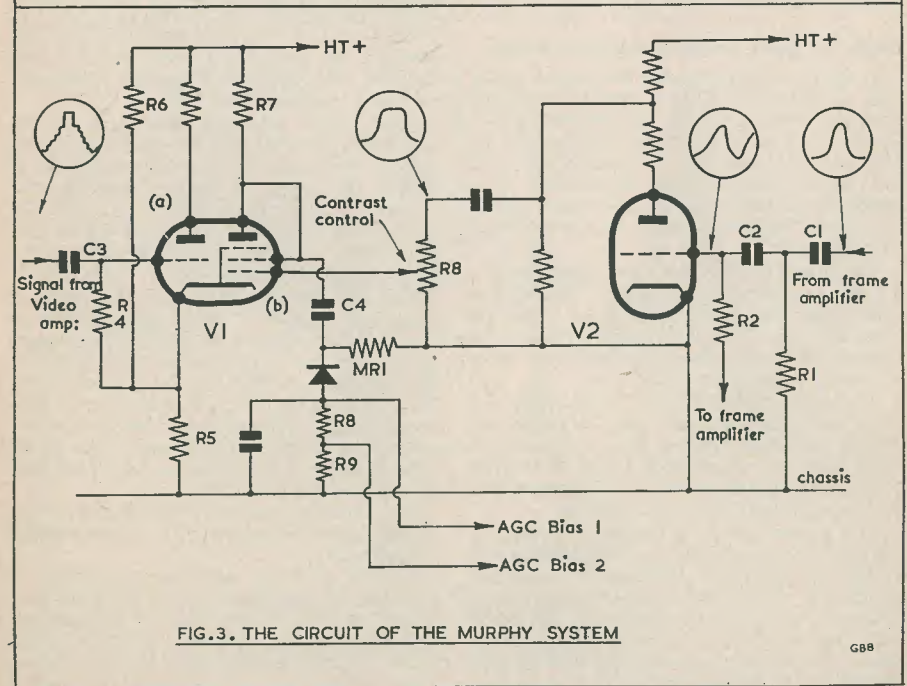 HT+
HT+
R6
R7
(a)
Contrast
control
C3
Signal from
Video
amp:
R
4
(b)
R8
C2
C1
From frame
amplifier
V1
C4
V2
R2
MR1
R1
R5
R8
R9
To frame
amplifier
chassis
AGC Bias 1
AGC Bias 2
FIG.3. THE CIRCUIT OF THE MURPHY SYSTEM
GB8